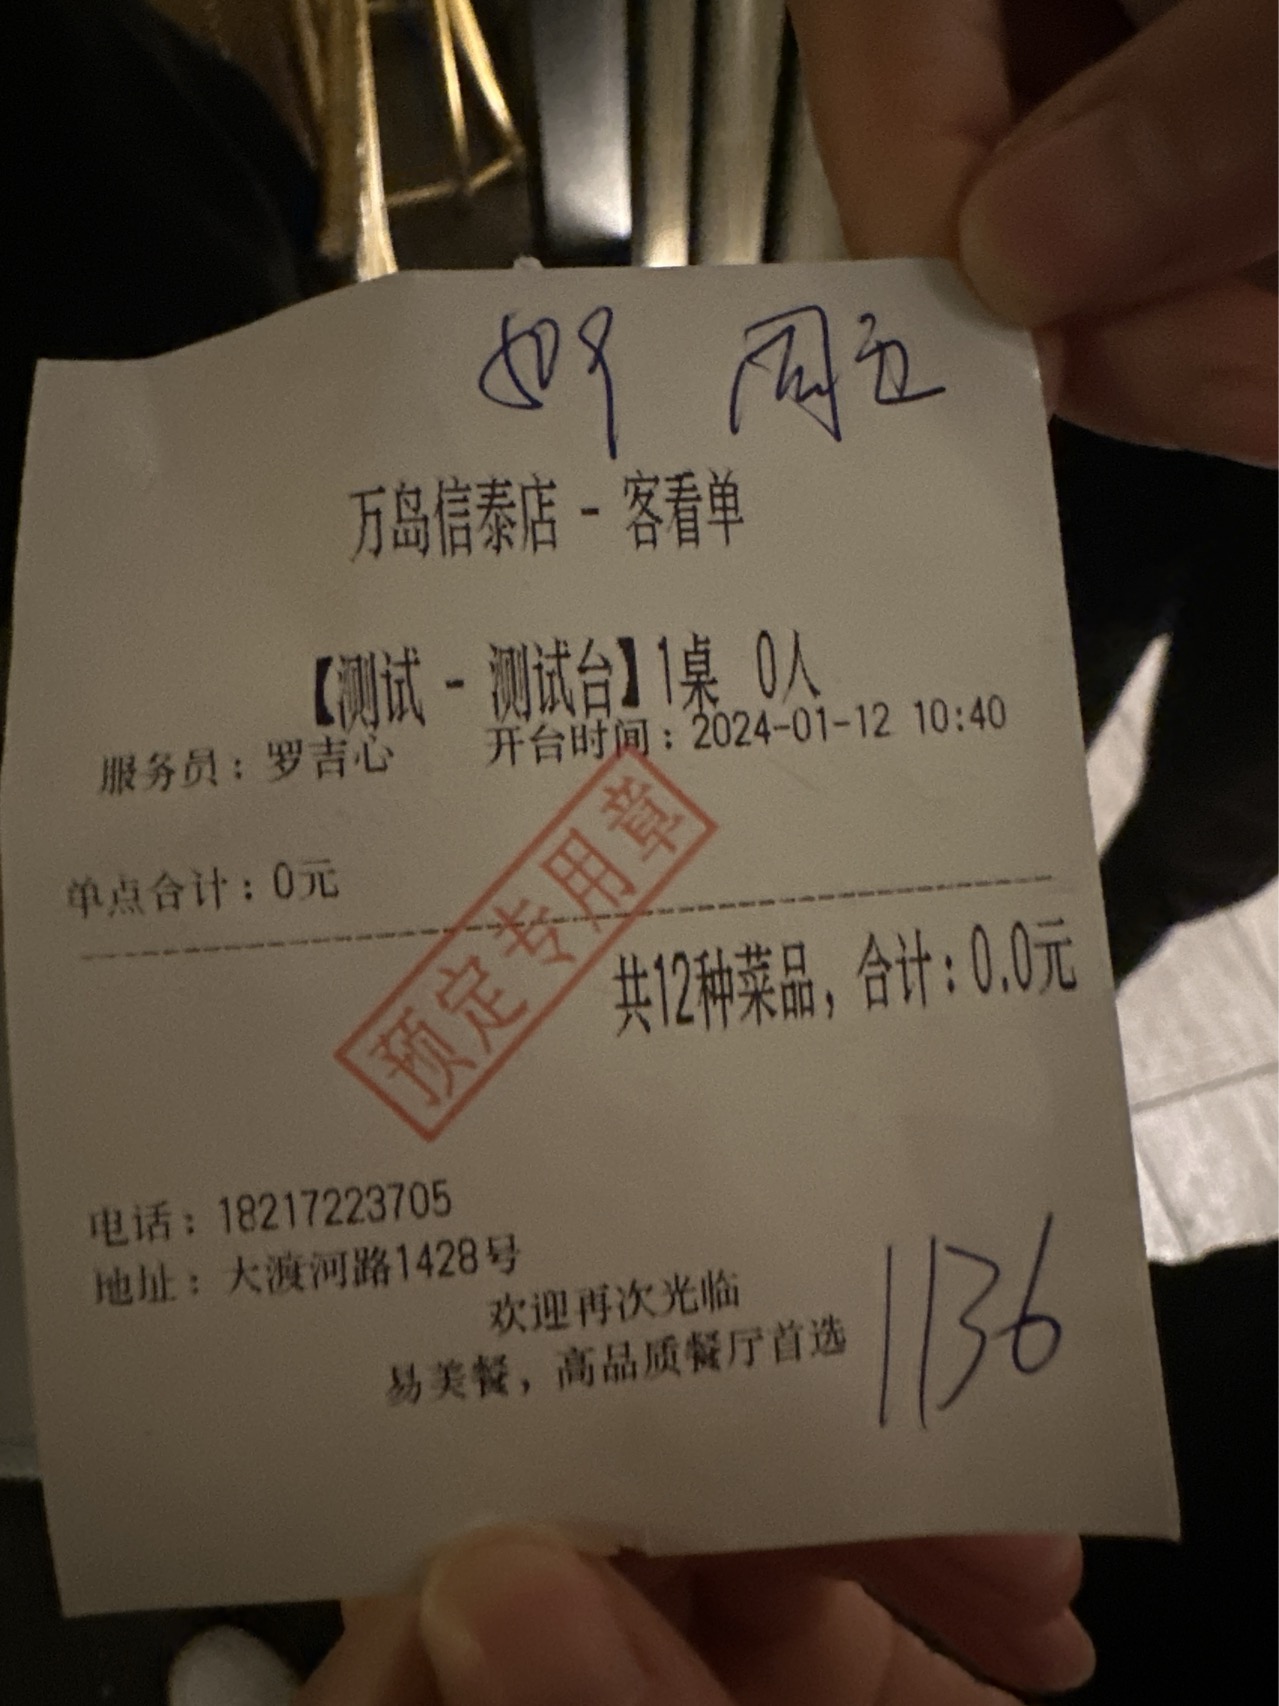 周五
万岛信泰店 - 客看单
【测试 - 测试台】1桌 0人
服务员：罗吉心 开台时间：2024-01-12 10:40
单点合计：0元
预定专用章
共12种菜品，合计：0.0元
电话：18217223705
地址：大渡河路1428号
欢迎再次光临
易美餐，高品质餐厅首选
1136